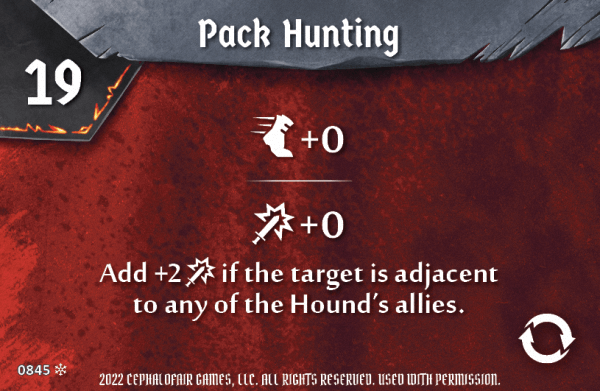 Pack Hunting
19
+0
+0
Add +2 if the target is adjacent
to any of the Hound's allies.
0845
2022 CEPHALOFAIR GAMES, LLC. ALL RIGHTS RESERVED. USED WITH PERMISSION.